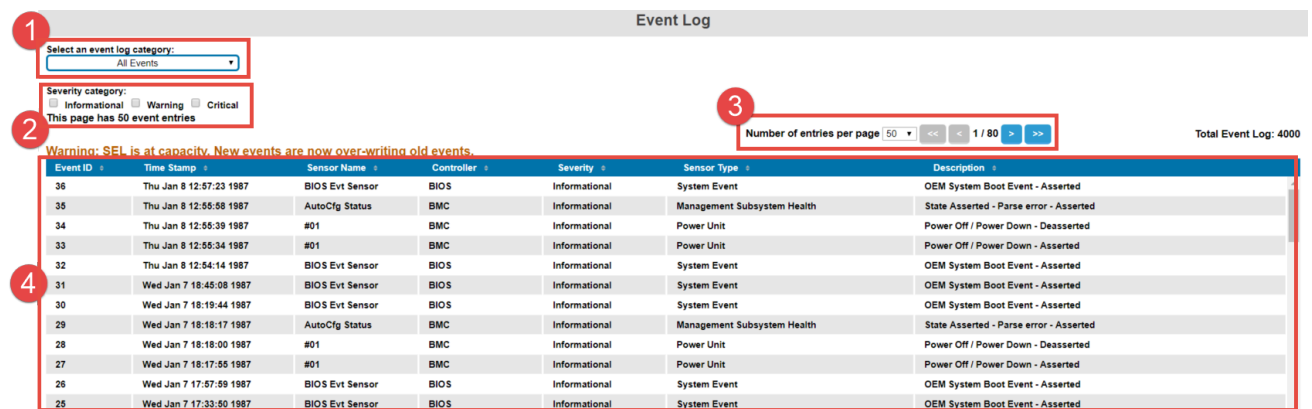 Event Log
1
Select an event log category:
All Events
Severity category:
Informational Warning Critical
This page has 50 event entries
2
3
Number of entries per page 50 << < 1 / 80 > >>
Total Event Log: 4000
Warning: SEL is at capacity. New events are now over-writing old events.
Event ID Time Stamp Sensor Name Controller Severity Sensor Type Description
36 Thu Jan 8 12:57:23 1987 BIOS Evt Sensor BIOS Informational System Event OEM System Boot Event - Asserted
35 Thu Jan 8 12:55:58 1987 AutoCfg Status BMC Informational Management Subsystem Health State Asserted - Parse error - Asserted
34 Thu Jan 8 12:55:39 1987 #01 BMC Informational Power Unit Power Off / Power Down - Deasserted
33 Thu Jan 8 12:55:34 1987 #01 BMC Informational Power Unit Power Off / Power Down - Asserted
32 Thu Jan 8 12:54:14 1987 BIOS Evt Sensor BIOS Informational System Event OEM System Boot Event - Asserted
4
31 Wed Jan 7 18:45:08 1987 BIOS Evt Sensor BIOS Informational System Event OEM System Boot Event - Asserted
30 Wed Jan 7 18:19:44 1987 BIOS Evt Sensor BIOS Informational System Event OEM System Boot Event - Asserted
29 Wed Jan 7 18:18:17 1987 AutoCfg Status BMC Informational Management Subsystem Health State Asserted - Parse error - Asserted
28 Wed Jan 7 18:18:00 1987 #01 BMC Informational Power Unit Power Off / Power Down - Deasserted
27 Wed Jan 7 18:17:55 1987 #01 BMC Informational Power Unit Power Off / Power Down - Asserted
26 Wed Jan 7 17:57:59 1987 BIOS Evt Sensor BIOS Informational System Event OEM System Boot Event - Asserted
25 Wed Jan 7 17:33:50 1987 BIOS Evt Sensor BIOS Informational System Event OEM System Boot Event - Asserted